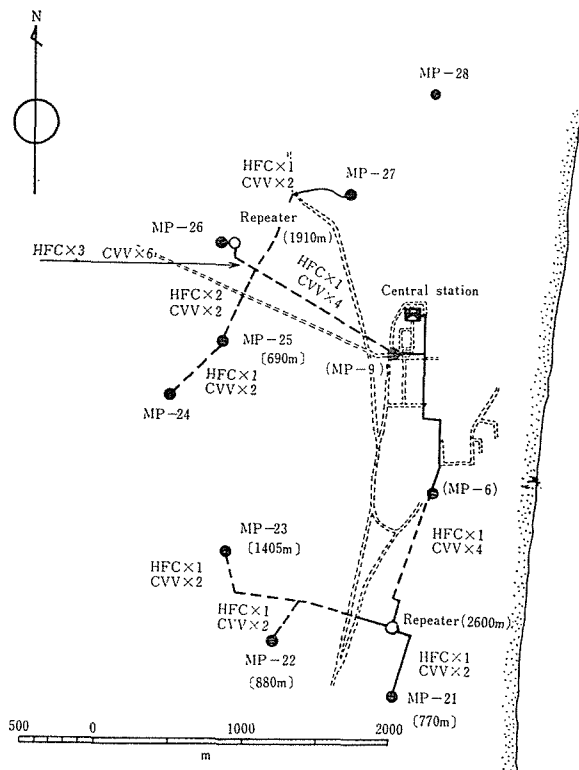 N
MP-28
HFC×1
CVV×2
MP-27
Repeater
(1910m)
MP-26
HFC×3 CVV×6
HFC×1
CVV×4
HFC×2
CVV×2
Central station
MP-25
(690m)
(MP-9)
HFC×1
CVV×2
MP-24
(MP-6)
MP-23
(1405m)
HFC×1
CVV×4
HFC×1
CVV×2
HFC×1
CVV×2
Repeater(2600m)
MP-22
(880m)
HFC×1
CVV×2
MP-21
(770m)
500 0 1000 2000
m